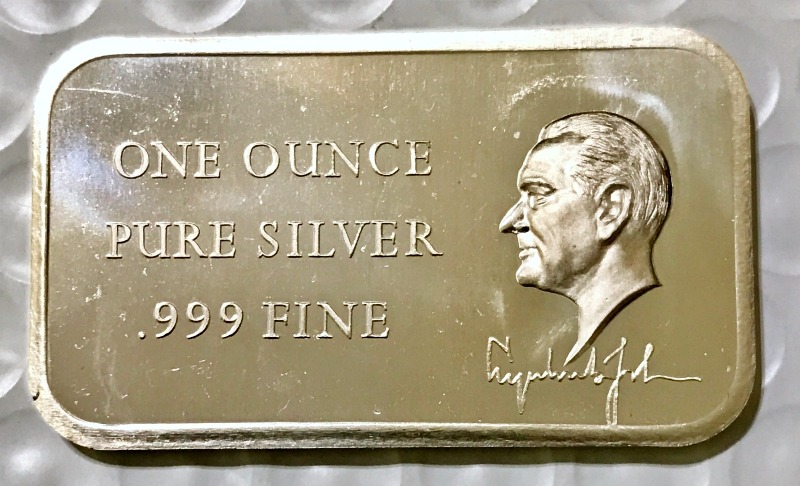 ONE OUNCE
PURE SILVER
.999 FINE